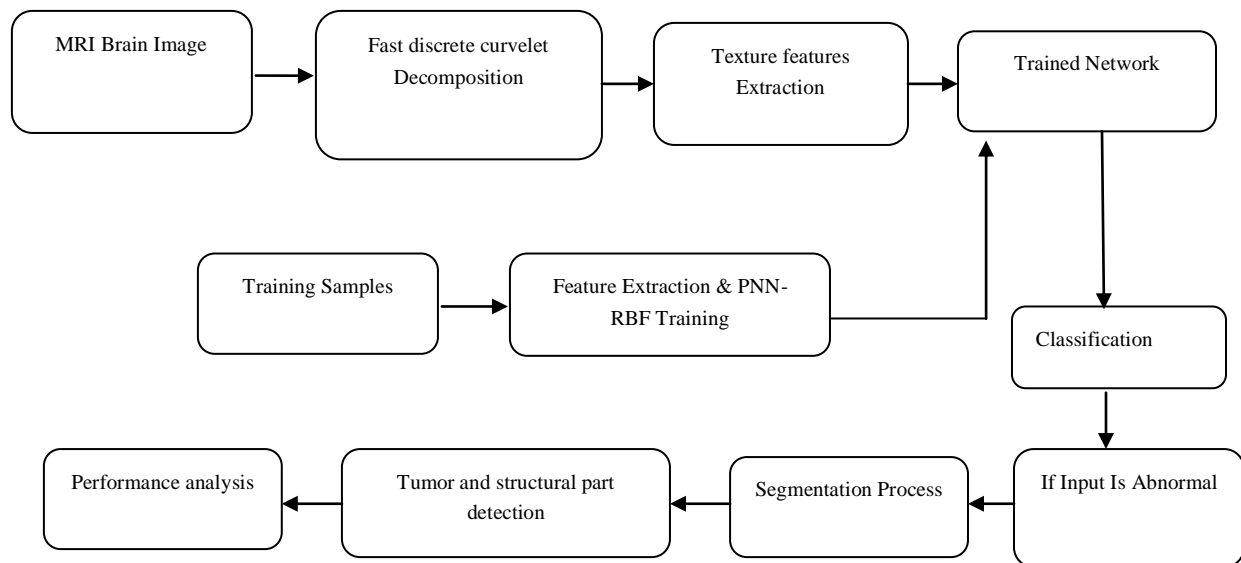 MRI Brain Image
Fast discrete curvelet
Decomposition
Texture features
Extraction
Trained Network
Training Samples
Feature Extraction & PNN-
RBF Training
Classification
Performance analysis
Tumor and structural part
detection
Segmentation Process
If Input Is Abnormal